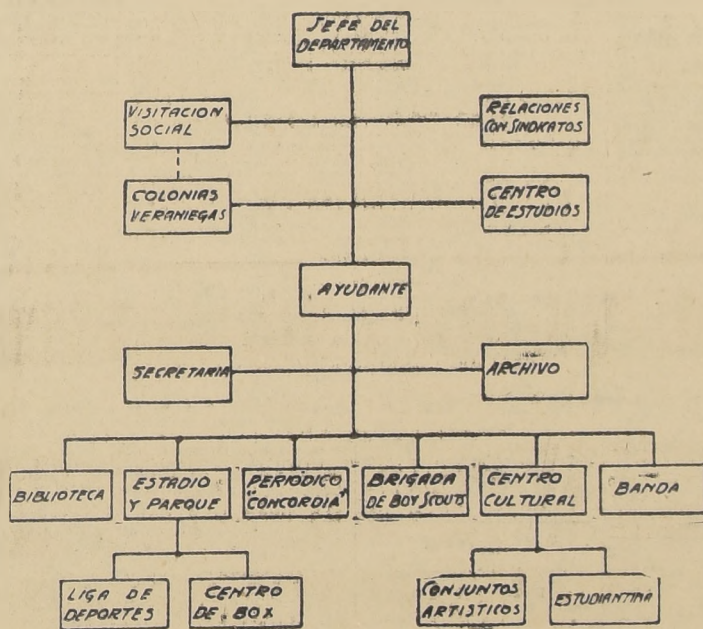 JEFE DEL
DEPARTAMENTO
VISITACION
SOCIAL
RELACIONES
CON SINDICATOS
COLONIAS
VERANIEGAS
CENTRO
DE ESTUDIOS
AYUDANTE
SECRETARIA
ARCHIVO
BIBLIOTECA
ESTADIO
Y PARQUE
PERIÓDICO
"CONCORDIA"
BRIGADA
DE BOY SCOUTS
CENTRO
CULTURAL
BANDA
LIGA DE
DEPORTES
CENTRO
DE BOX
CONJUNTOS
ARTISTICOS
ESTUDIANTINA